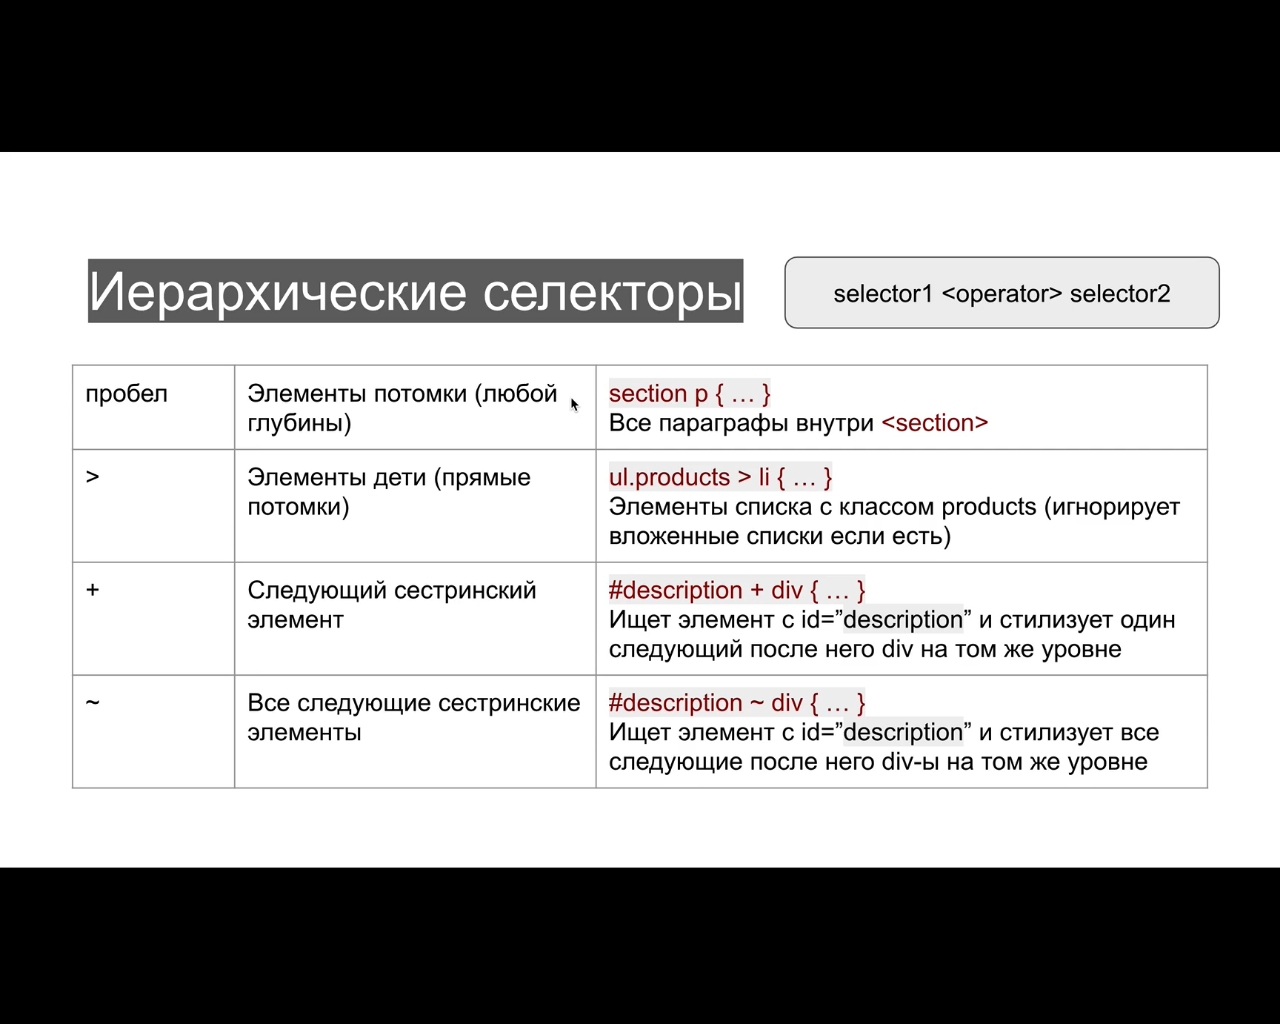 Иерархические селекторы
selector1 <operator> selector2
пробел
Элементы потомки (любой
глубины)
section p { … }
Все параграфы внутри <section>
>
Элементы дети (прямые
потомки)
ul.products > li { … }
Элементы списка с классом products (игнорирует
вложенные списки если есть)
+
Следующий сестринский
элемент
#description + div { … }
Ищет элемент с id=”description” и стилизует один
следующий после него div на том же уровне
~
Все следующие сестринские
элементы
#description ~ div { … }
Ищет элемент с id=”description” и стилизует все
следующие после него div-ы на том же уровне